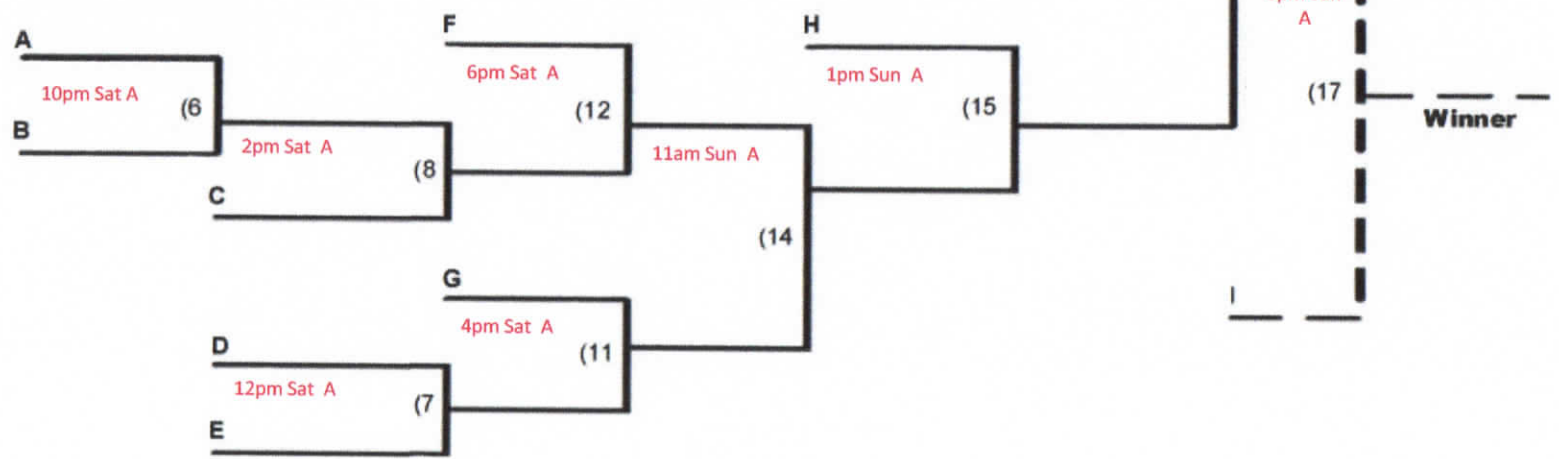 A
F
H
A
10pm Sat A
6pm Sat A
1pm Sun A
(6
(12
(15
(17
B
Winner
2pm Sat A
11am Sun A
(8
C
(14
G
I
4pm Sat A
D
(11
12pm Sat A
(7
E